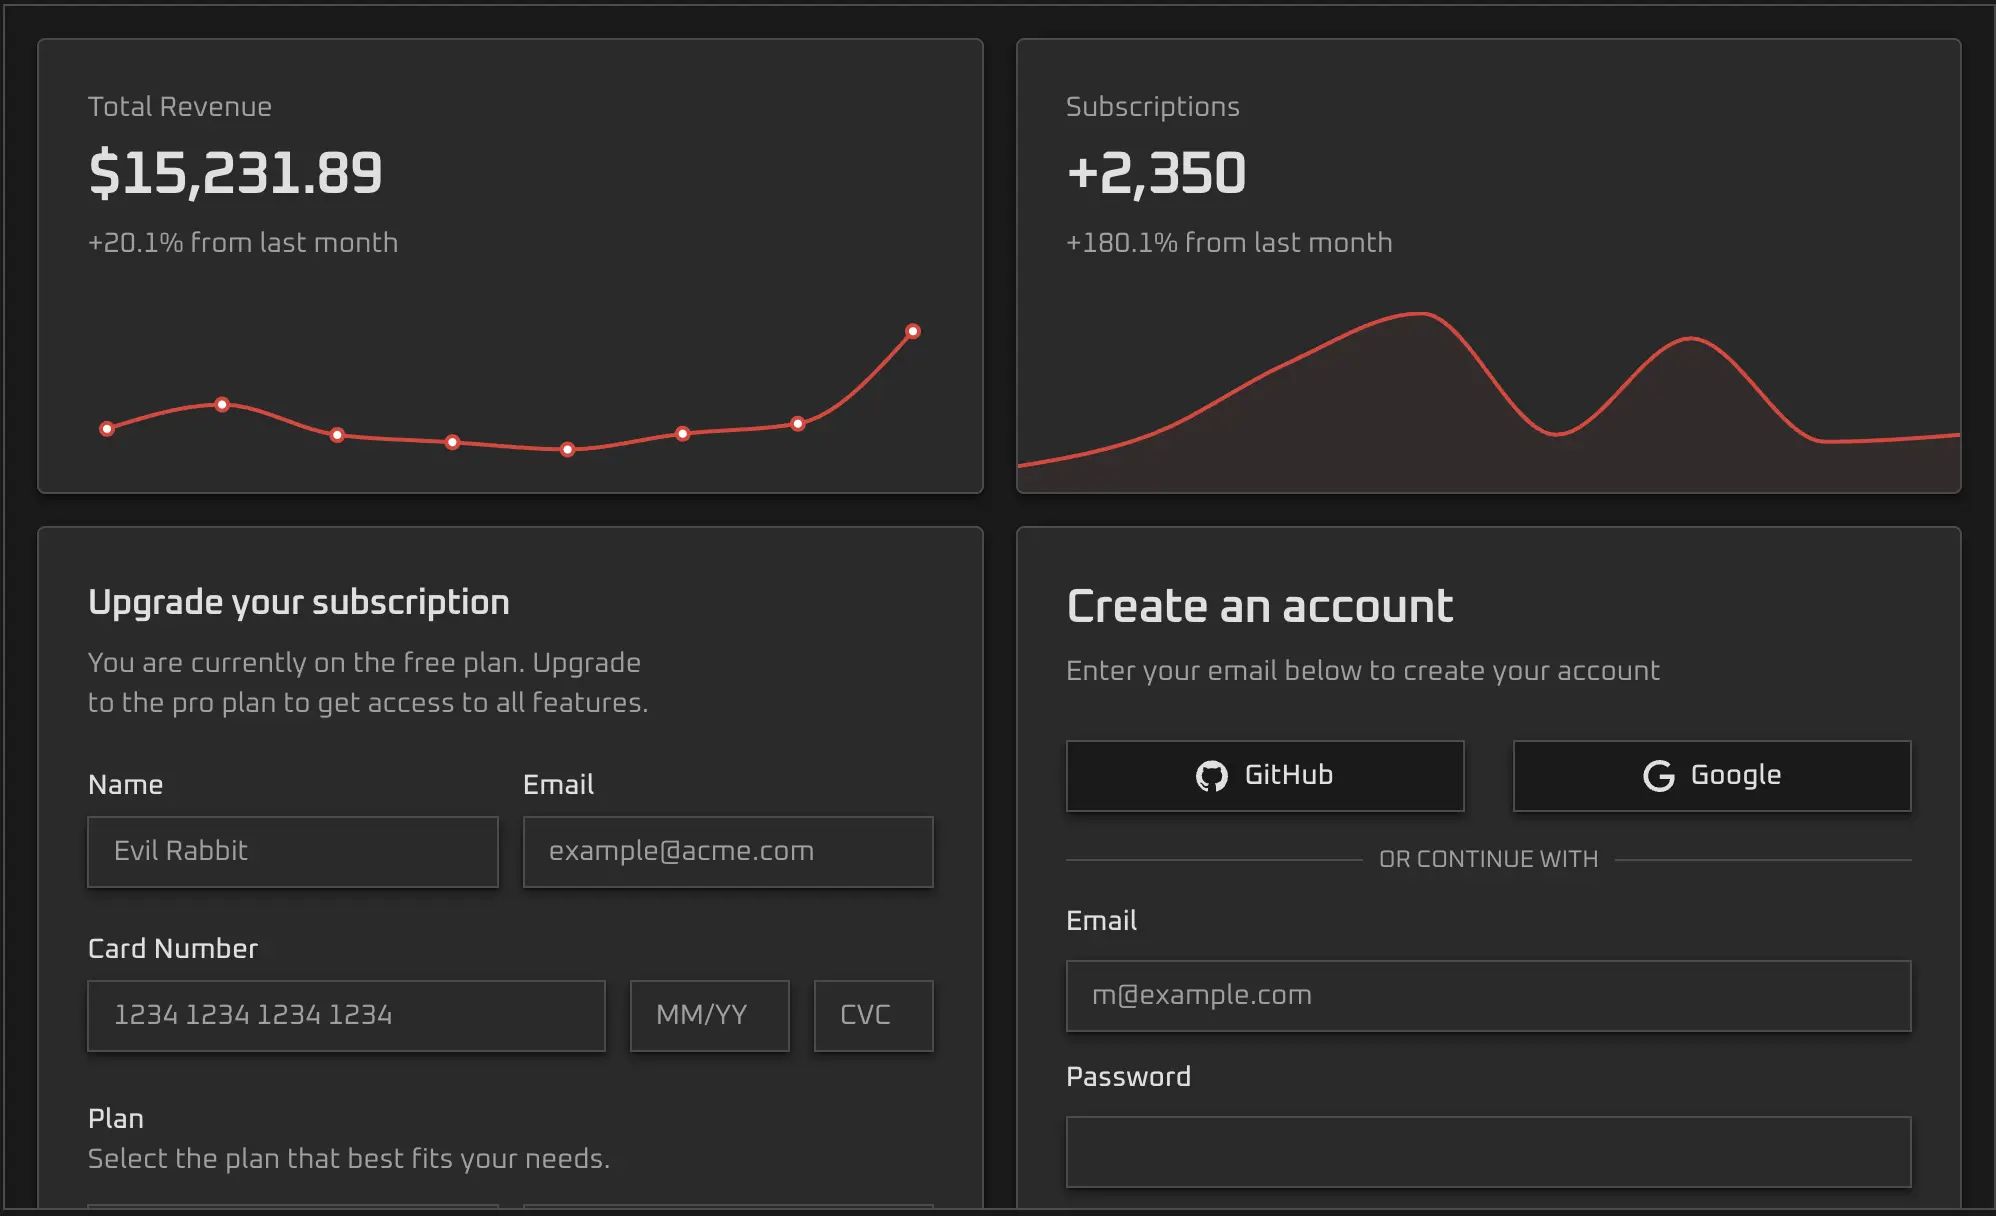 Total Revenue
$15,231.89
+20.1% from last month
Subscriptions
+2,350
+180.1% from last month
Upgrade your subscription
You are currently on the free plan. Upgrade
to the pro plan to get access to all features.
Name
Email
Evil Rabbit
example@acme.com
Card Number
1234 1234 1234 1234
MM/YY
CVC
Plan
Select the plan that best fits your needs.
Create an account
Enter your email below to create your account
GitHub
Google
OR CONTINUE WITH
Email
m@example.com
Password